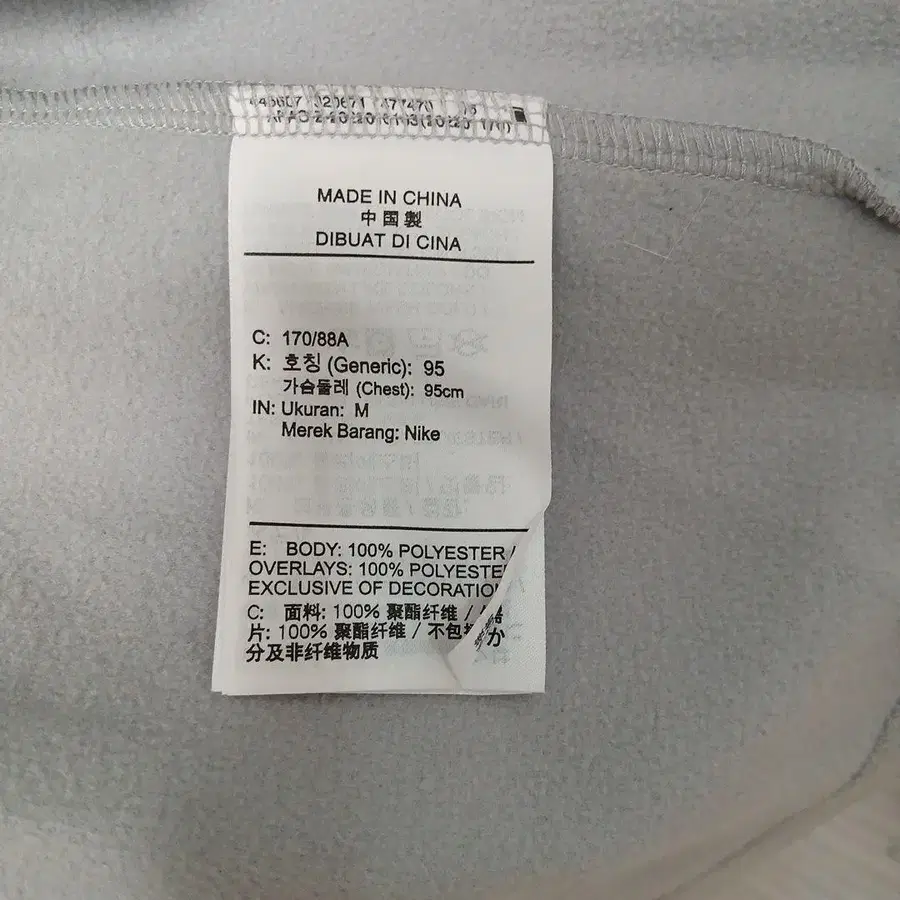 MADE IN CHINA
中国製
DIBUAT DI CINA
C: 170/88A
K: 호칭 (Generic): 95
가슴둘레 (Chest): 95cm
IN: Ukuran: M
Merek Barang: Nike
E: BODY: 100% POLYESTER /
OVERLAYS: 100% POLYESTE
EXCLUSIVE OF DECORATIO
C: 面料: 100% 聚酯纤维 /
片: 100% 聚酯纤维 / 不包
分及非纤维物质